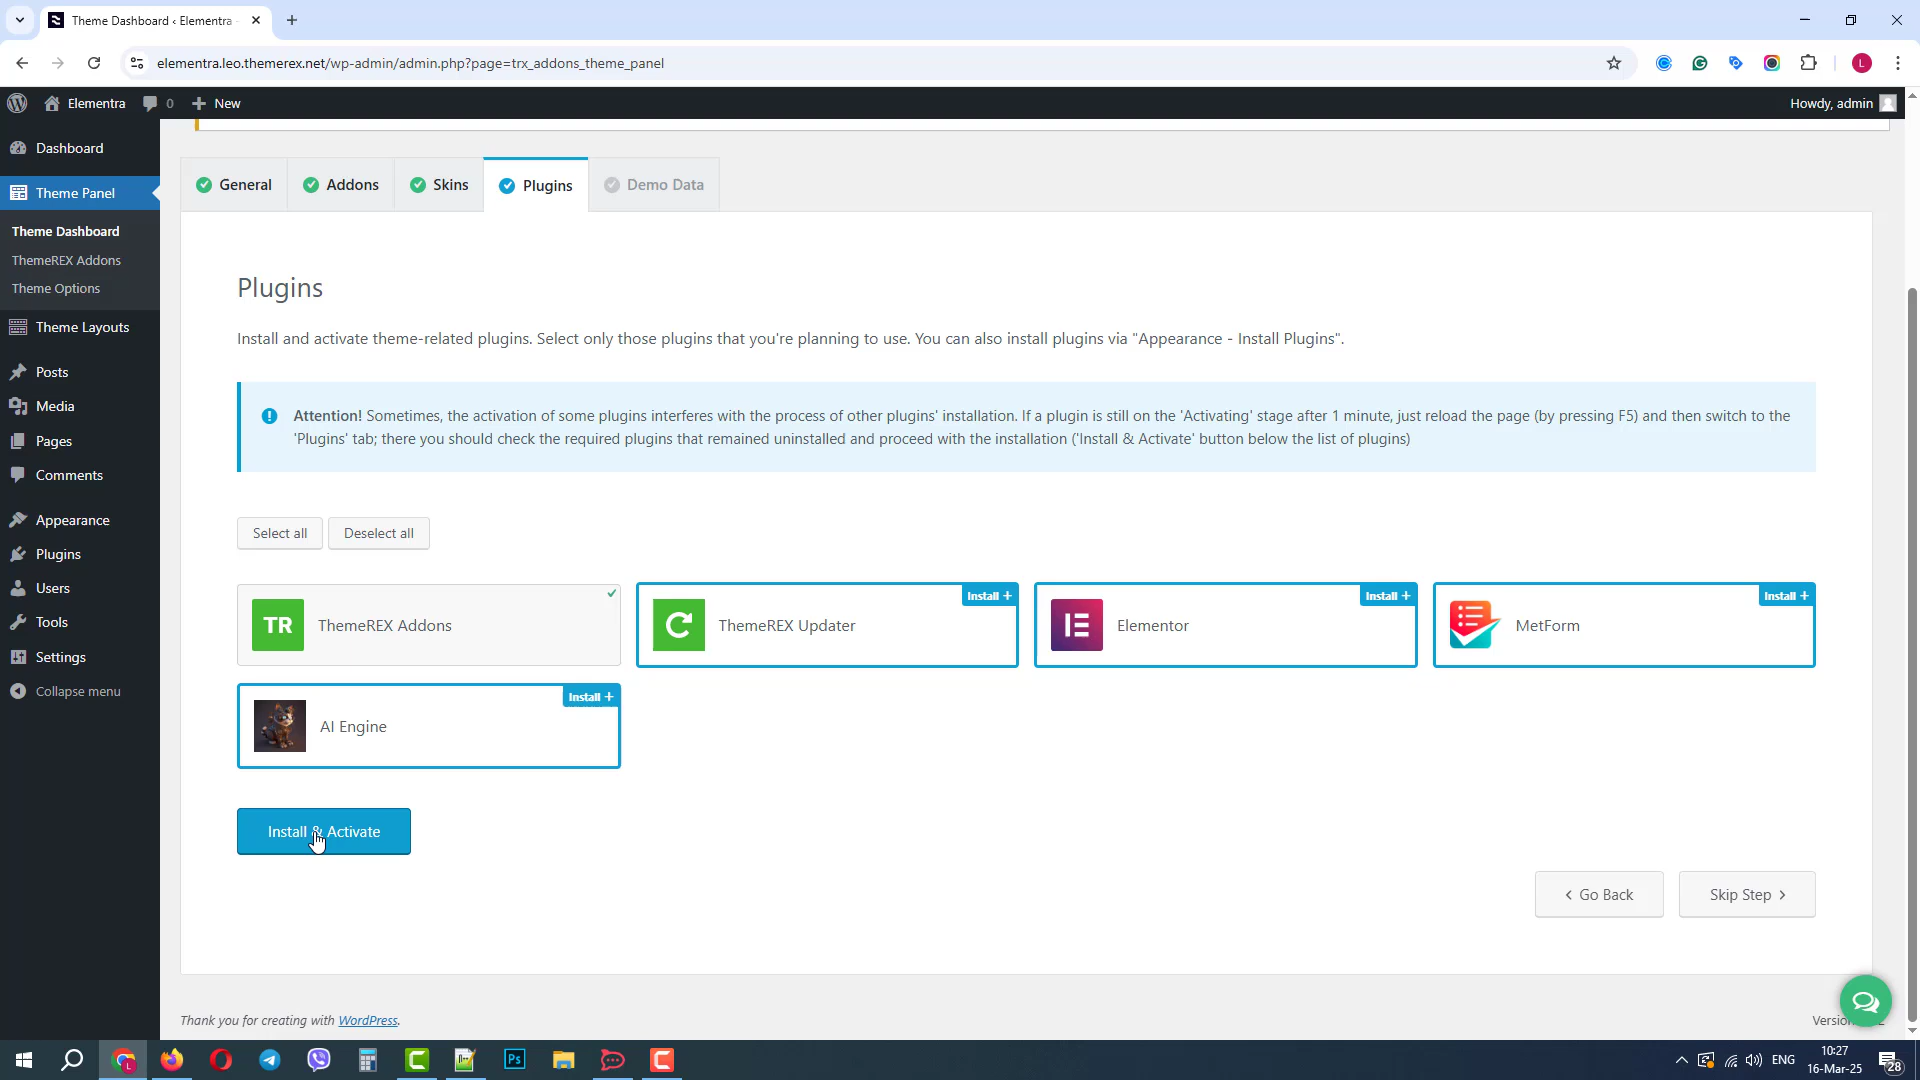 Theme Dashboard ‹ Elementra
elementra.leo.themerex.net/wp-admin/admin.php?page=trx_addons_theme_panel
L
Elementra
0
New
Howdy, admin
Dashboard
Theme Panel
Theme Dashboard
ThemeREX Addons
Theme Options
Theme Layouts
Posts
Media
Pages
Comments
Appearance
Plugins
Users
Tools
Settings
Collapse menu
General
Addons
Skins
Plugins
Demo Data
Plugins
Install and activate theme-related plugins. Select only those plugins that you're planning to use. You can also install plugins via "Appearance - Install Plugins".
Attention! Sometimes, the activation of some plugins interferes with the process of other plugins' installation. If a plugin is still on the 'Activating' stage after 1 minute, just reload the page (by pressing F5) and then switch to the
'Plugins' tab; there you should check the required plugins that remained uninstalled and proceed with the installation ('Install & Activate' button below the list of plugins)
Select all
Deselect all
TR
ThemeREX Addons
ThemeREX Updater
Install +
Elementor
Install +
MetForm
Install +
AI Engine
Install +
Install & Activate
‹ Go Back
Skip Step ›
Thank you for creating with WordPress.
Version
Ps
ENG
10:27
16-Mar-25
28